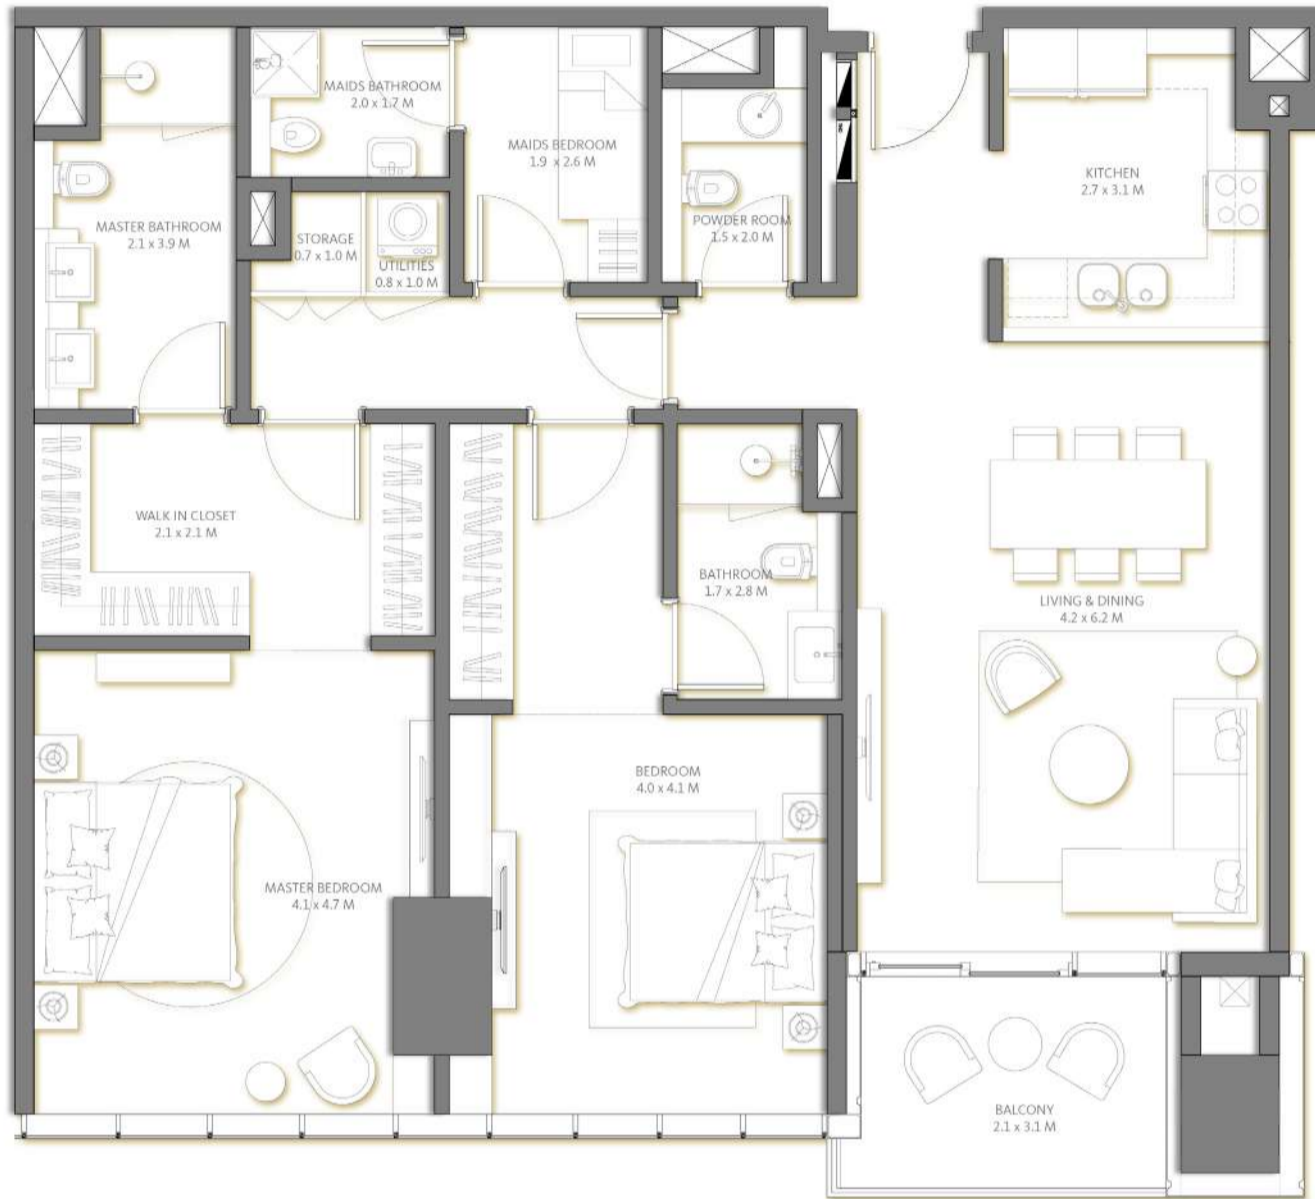 MAIDS BATHROOM
2.0 x 1.7 M
MAIDS BEDROOM
1.9 x 2.6 M
KITCHEN
2.7 x 3.1 M
POWDER ROOM
1.5 x 2.0 M
MASTER BATHROOM
2.1 x 3.9 M
STORAGE
0.7 x 1.0 M
UTILITIES
0.8 x 1.0 M
WALK IN CLOSET
2.1 x 2.1 M
BATHROOM
1.7 x 2.8 M
LIVING & DINING
4.2 x 6.2 M
BEDROOM
4.0 x 4.1 M
MASTER BEDROOM
4.1 x 4.7 M
BALCONY
2.1 x 3.1 M